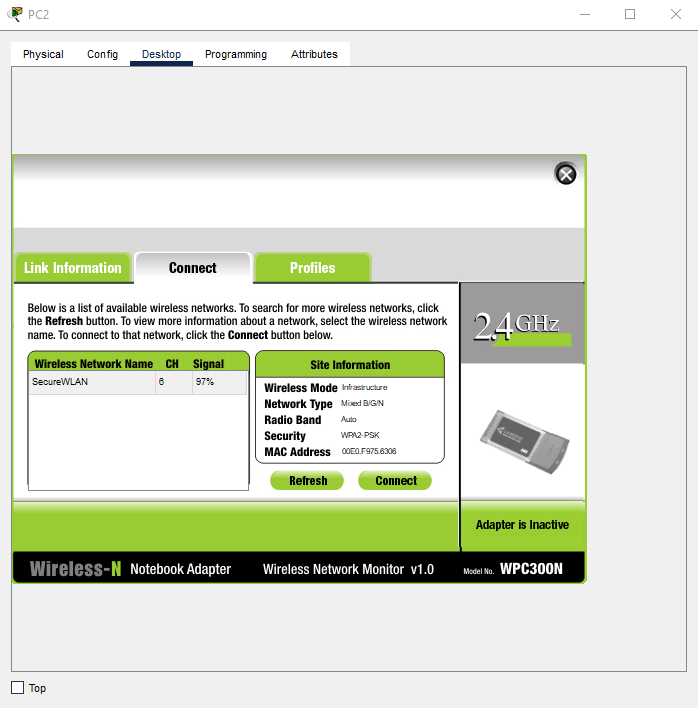 PC2
Physical Config Desktop Programming Attributes
Link Information Connect Profiles
Below is a list of available wireless networks. To search for more wireless networks, click
the Refresh button. To view more information about a network, select the wireless network
name. To connect to that network, click the Connect button below.
2.4GHz
Wireless Network Name CH Signal
SecureWLAN 6 97%
Site Information
Wireless Mode Infrastructure
Network Type Mixed B/G/N
Radio Band Auto
Security WPA2-PSK
MAC Address 00E0.F975.6306
Refresh Connect
Adapter is Inactive
Wireless-N Notebook Adapter Wireless Network Monitor v1.0 Model No. WPC300N
Top